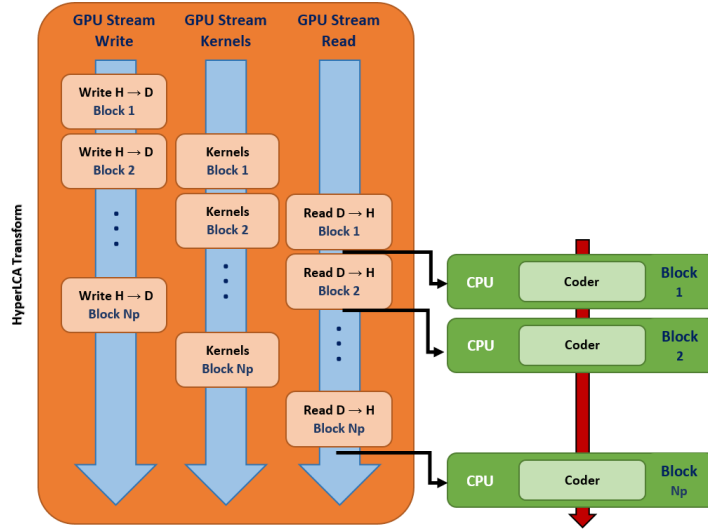 GPU Stream
Write
GPU Stream
Kernels
GPU Stream
Read
HyperLCA Transform
Write H → D
Block 1
Write H → D
Block 2
Write H → D
Block Np
Kernels
Block 1
Kernels
Block 2
Kernels
Block Np
Read D → H
Block 1
Read D → H
Block 2
Read D → H
Block Np
CPU
Coder
Block
1
CPU
Coder
Block
2
CPU
Coder
Block
Np